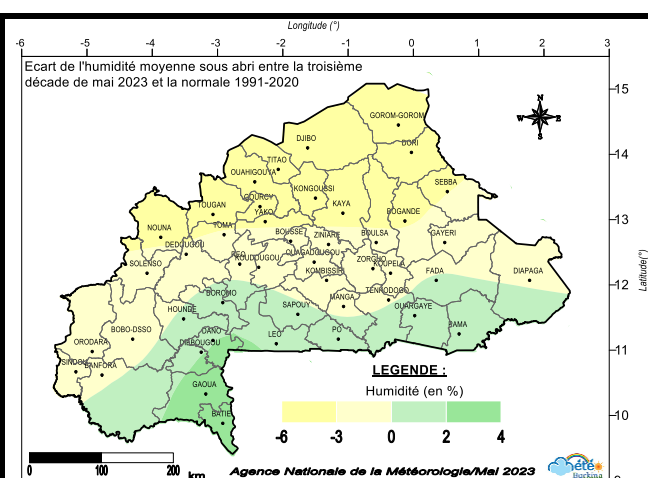 Longitude (°)
-6 -5 -4 -3 -2 -1 0 1 2 3
Ecart de l'humidité moyenne sous abri entre la troisième
décade de mai 2023 et la normale 1991-2020
15
N
W E
S
GOROM-GOROM
DJIBO
DORI
14
TITAO
OUAHIGOUYA
KONGOUSSI
SEBBA
GOURCY
TOUGAN
YAKO
KAYA
BOGANDE
13
NOUNA
TOMA
BOUSSE
ZINIARE
BOULSA
GAYERI
DEDOUGOU
OUAGADOUGOU
SOLENSO
REO
KOUDOUGOU
KOMBISSIRI
ZORGHO
KOUPELA
FADA
DIAPAGA
12
Latitude(°)
BOROMO
MANGA
TENKODOGO
HOUNDE
SAPOUY
OUARGAYE
BOBO-DSSO
DANO
LEO
PO
PAMA
ORODARA
DIEBOUGOU
11
SINDOU
BANFORA
LEGENDE :
GAOUA
Humidité (en %)
BATIE
10
-6 -3 0 2 4
0 100 200
km
Agence Nationale de la Météorologie/Mai 2023
météo
Burkina